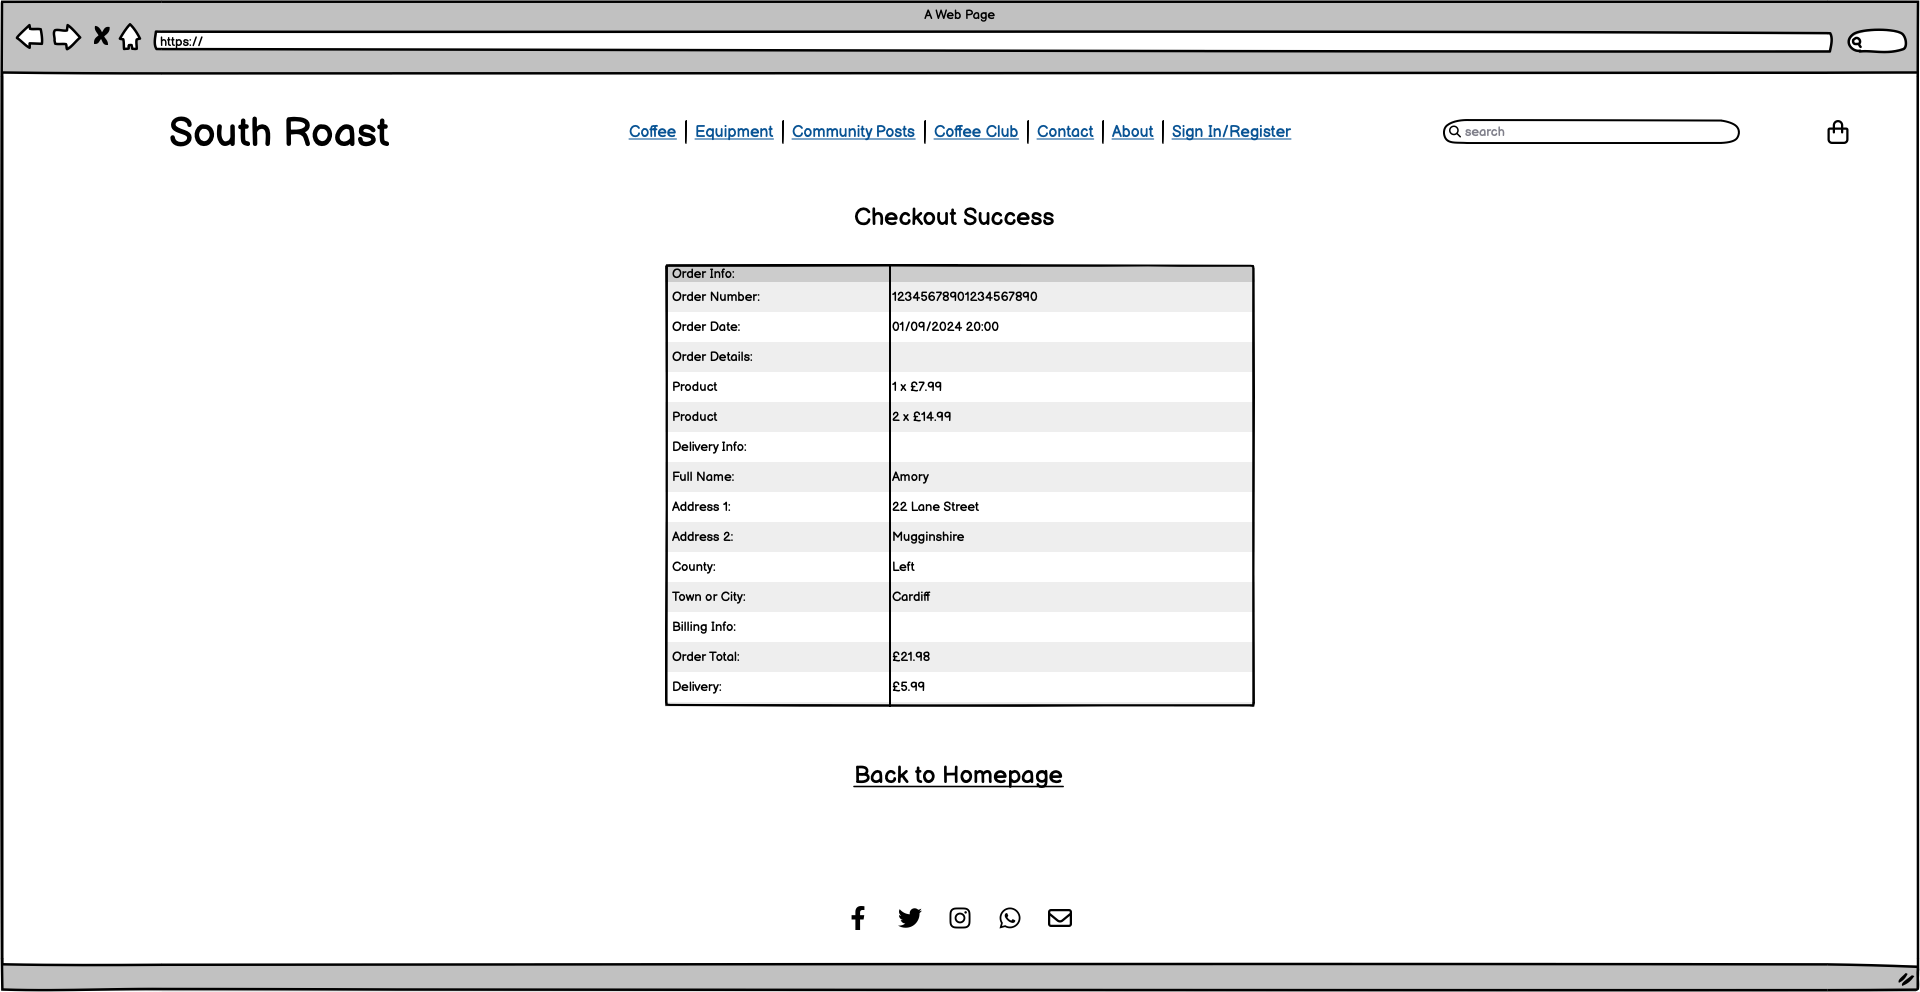 A Web Page
https://
South Roast
Coffee | Equipment | Community Posts | Coffee Club | Contact | About | Sign In/Register
search
Checkout Success
Order Info:
Order Number: 12345678901234567890
Order Date: 01/09/2024 20:00
Order Details:
Product 1 x £7.99
Product 2 x £14.99
Delivery Info:
Full Name: Amory
Address 1: 22 Lane Street
Address 2: Mugginshire
County: Left
Town or City: Cardiff
Billing Info:
Order Total: £21.98
Delivery: £5.99
Back to Homepage